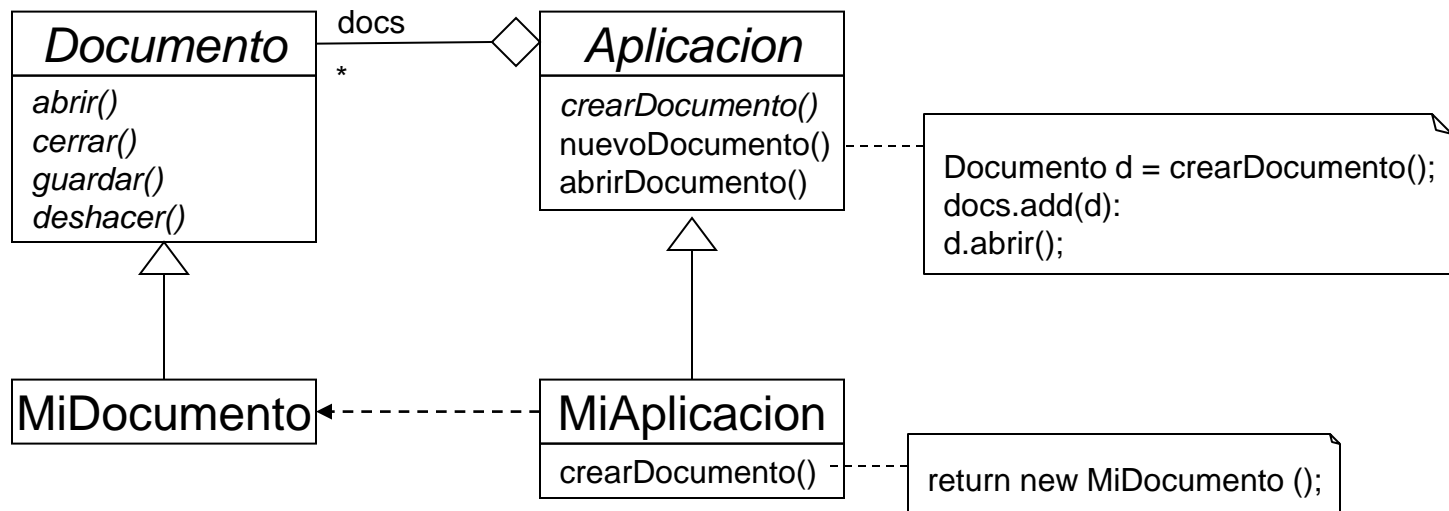 Documento
abrir()
cerrar()
guardar()
deshacer()
docs
*
Aplicacion
crearDocumento()
nuevoDocumento()
abrirDocumento()
Documento d = crearDocumento();
docs.add(d):
d.abrir();
MiDocumento
MiAplicacion
crearDocumento()
return new MiDocumento ();